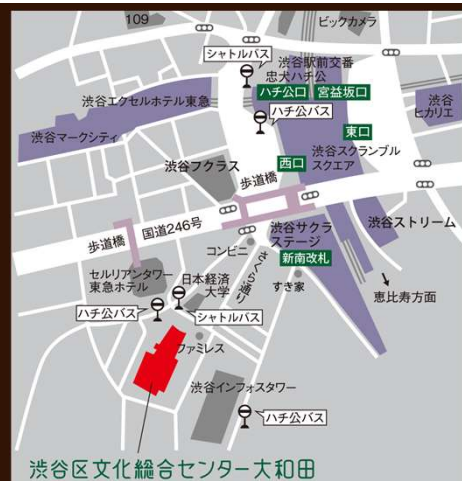 109
ビックカメラ
シャトルバス
渋谷駅前交番
忠犬ハチ公
ハチ公口
宮益坂口
渋谷エクセルホテル東急
ハチ公バス
渋谷
ヒカリエ
渋谷マークシティ
東口
西口
渋谷スクランブル
スクエア
渋谷フクラス
歩道橋
国道246号
歩道橋
渋谷サクラ
ステージ
渋谷ストリーム
コンビニ
新南改札
さくら通り
セルリアンタワー
東急ホテル
日本経済
大学
すき家
恵比寿方面
ハチ公バス
シャトルバス
ファミレス
渋谷インフォスタワー
ハチ公バス
渋谷区文化総合センター大和田